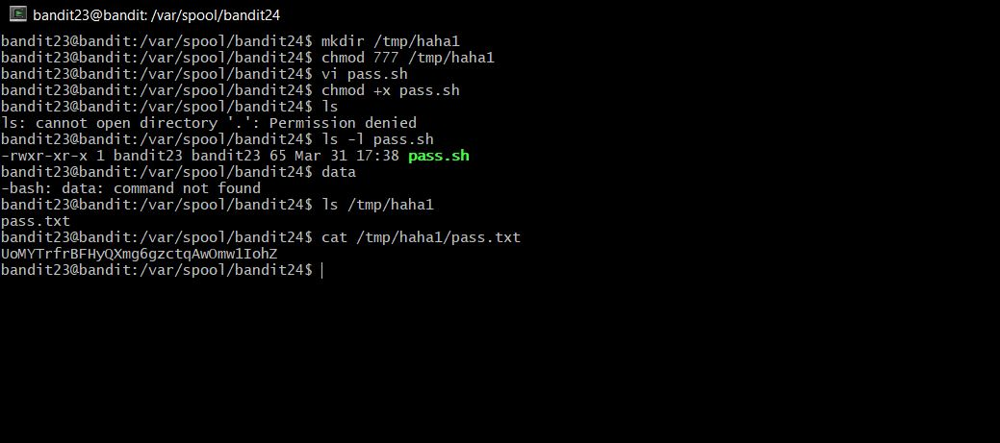 bandit23@bandit: /var/spool/bandit24
bandit23@bandit:/var/spool/bandit24$ mkdir /tmp/haha1
bandit23@bandit:/var/spool/bandit24$ chmod 777 /tmp/haha1
bandit23@bandit:/var/spool/bandit24$ vi pass.sh
bandit23@bandit:/var/spool/bandit24$ chmod +x pass.sh
bandit23@bandit:/var/spool/bandit24$ ls
ls: cannot open directory '.': Permission denied
bandit23@bandit:/var/spool/bandit24$ ls -l pass.sh
-rwxr-xr-x 1 bandit23 bandit23 65 Mar 31 17:38 pass.sh
bandit23@bandit:/var/spool/bandit24$ data
-bash: data: command not found
bandit23@bandit:/var/spool/bandit24$ ls /tmp/haha1
pass.txt
bandit23@bandit:/var/spool/bandit24$ cat /tmp/haha1/pass.txt
UoMYTrfrBFHyQXmg6gzctqAwOmw1IohZ
bandit23@bandit:/var/spool/bandit24$